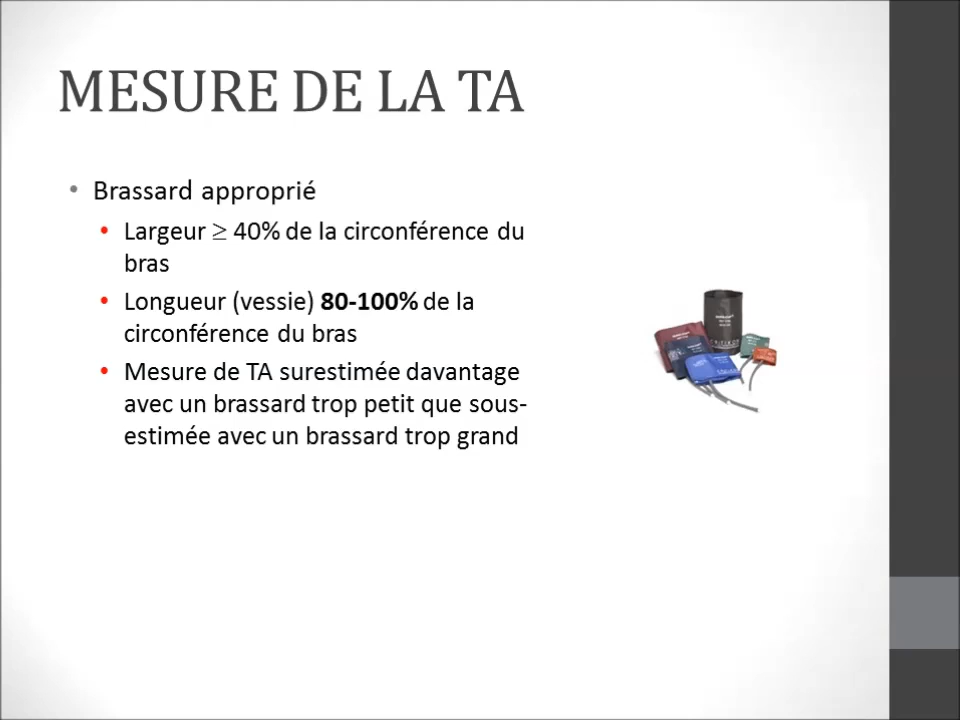 MESURE DE LA TA
• Brassard approprié
• Largeur ≥ 40% de la circonférence du
bras
• Longueur (vessie) 80-100% de la
circonférence du bras
• Mesure de TA surestimée davantage
avec un brassard trop petit que sous-
estimée avec un brassard trop grand